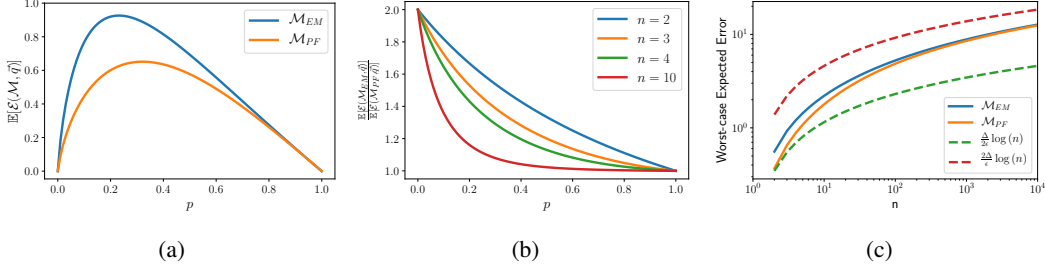 1.0
0.8
0.6
0.4
0.2
0.0
0.0 0.2 0.4 0.6 0.8 1.0
𝔼[ℰ(ℳ, q⃗)]
p
ℳ_EM
ℳ_PF
(a)
2.0
1.8
1.6
1.4
1.2
1.0
0.0 0.2 0.4 0.6 0.8 1.0
𝔼[ℰ(ℳ_EM, q⃗)]
𝔼[ℰ(ℳ_PF, q⃗)]
p
n = 2
n = 3
n = 4
n = 10
(b)
10¹
10⁰
10⁰ 10¹ 10² 10³ 10⁴
Worst-case Expected Error
n
ℳ_EM
ℳ_PF
Δ/2ϵ log (n)
2Δ/ϵ log (n)
(c)